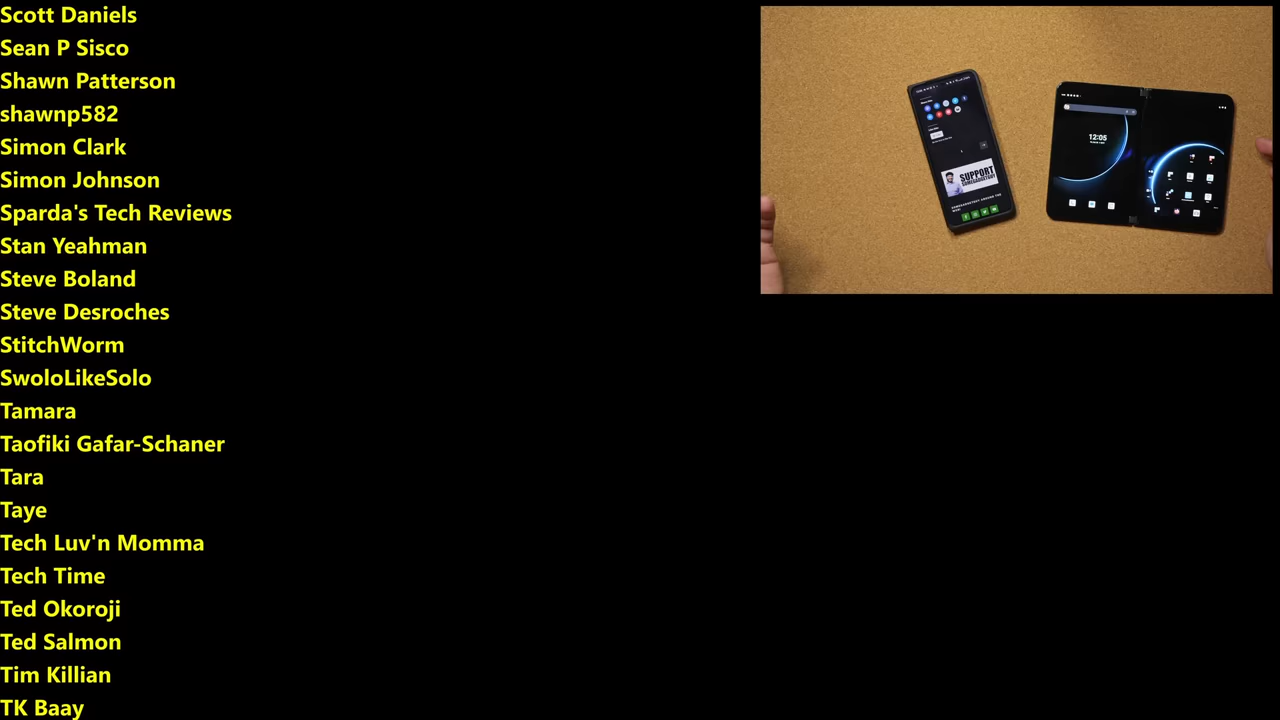 Scott Daniels
Sean P Sisco
Shawn Patterson
shawnp582
Simon Clark
Simon Johnson
Sparda's Tech Reviews
Stan Yeahman
Steve Boland
Steve Desroches
StitchWorm
SwoloLikeSolo
Tamara
Taofiki Gafar-Schaner
Tara
Taye
Tech Luv'n Momma
Tech Time
Ted Okoroji
Ted Salmon
Tim Killian
TK Baay
SUPPORT
SOMEGADGETGUY
12:05